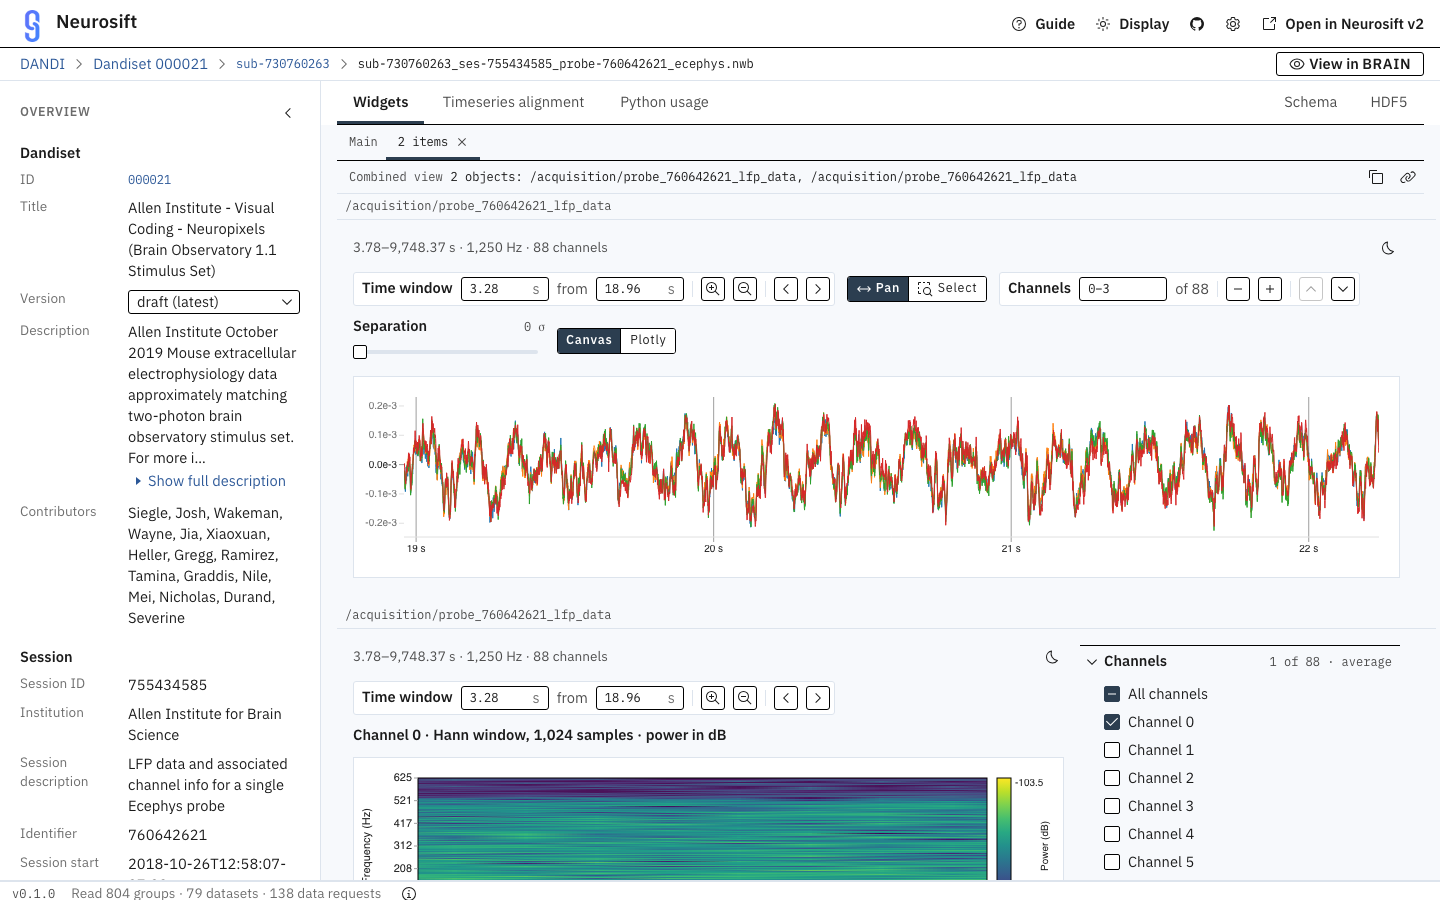 Neurosift
Guide
Display
Open in Neurosift v2
DANDI > Dandiset 000021 > sub-730760263 > sub-730760263_ses-755434585_probe-760642621_ecephys.nwb
View in BRAIN
OVERVIEW
Dandiset
ID 000021
Title Allen Institute - Visual
Coding - Neuropixels
(Brain Observatory 1.1
Stimulus Set)
Version draft (latest)
Description Allen Institute October
2019 Mouse extracellular
electrophysiology data
approximately matching
two-photon brain
observatory stimulus set.
For more i...
Show full description
Contributors Siegle, Josh, Wakeman,
Wayne, Jia, Xiaoxuan,
Heller, Gregg, Ramirez,
Tamina, Graddis, Nile,
Mei, Nicholas, Durand,
Severine
Session
Session ID 755434585
Institution Allen Institute for Brain
Science
Session description LFP data and associated
channel info for a single
Ecephys probe
Identifier 760642621
Session start 2018-10-26T12:58:07-
Widgets
Timeseries alignment
Python usage
Schema
HDF5
Main
2 items
Combined view 2 objects: /acquisition/probe_760642621_lfp_data, /acquisition/probe_760642621_lfp_data
/acquisition/probe_760642621_lfp_data
3.78–9,748.37 s · 1,250 Hz · 88 channels
Time window 3.28 s from 18.96 s
Pan
Select
Channels 0-3 of 88
Separation 0 σ
Canvas
Plotly
0.2e-3
0.1e-3
0.0e-3
-0.1e-3
-0.2e-3
19 s
20 s
21 s
22 s
/acquisition/probe_760642621_lfp_data
3.78–9,748.37 s · 1,250 Hz · 88 channels
Time window 3.28 s from 18.96 s
Channel 0 · Hann window, 1,024 samples · power in dB
625
521
417
312
208
Frequency (Hz)
-103.5
Power (dB)
Channels 1 of 88 · average
All channels
Channel 0
Channel 1
Channel 2
Channel 3
Channel 4
Channel 5
v0.1.0 Read 804 groups · 79 datasets · 138 data requests